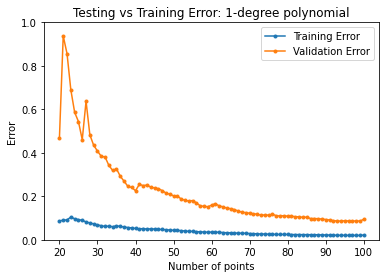 Testing vs Training Error: 1-degree polynomial
Training Error
Validation Error
Error
1.0
0.8
0.6
0.4
0.2
0.0
20 30 40 50 60 70 80 90 100
Number of points